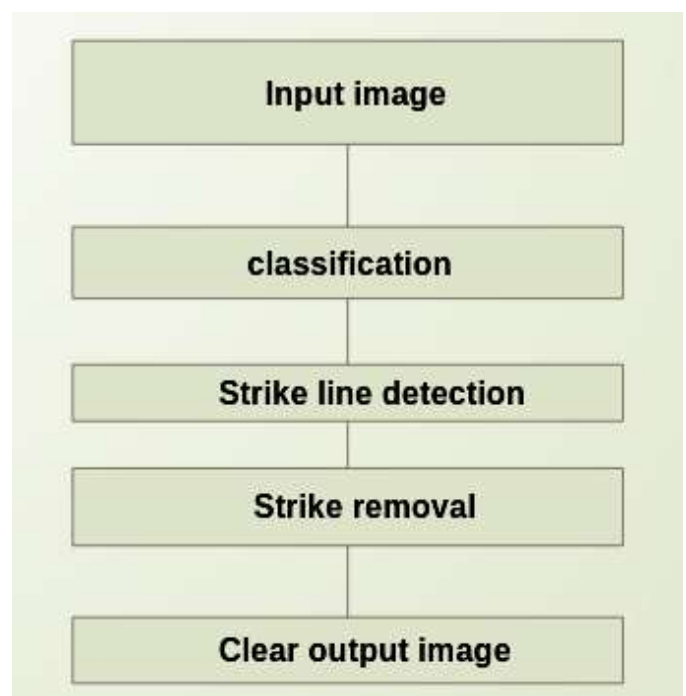 Input image
classification
Strike line detection
Strike removal
Clear output image